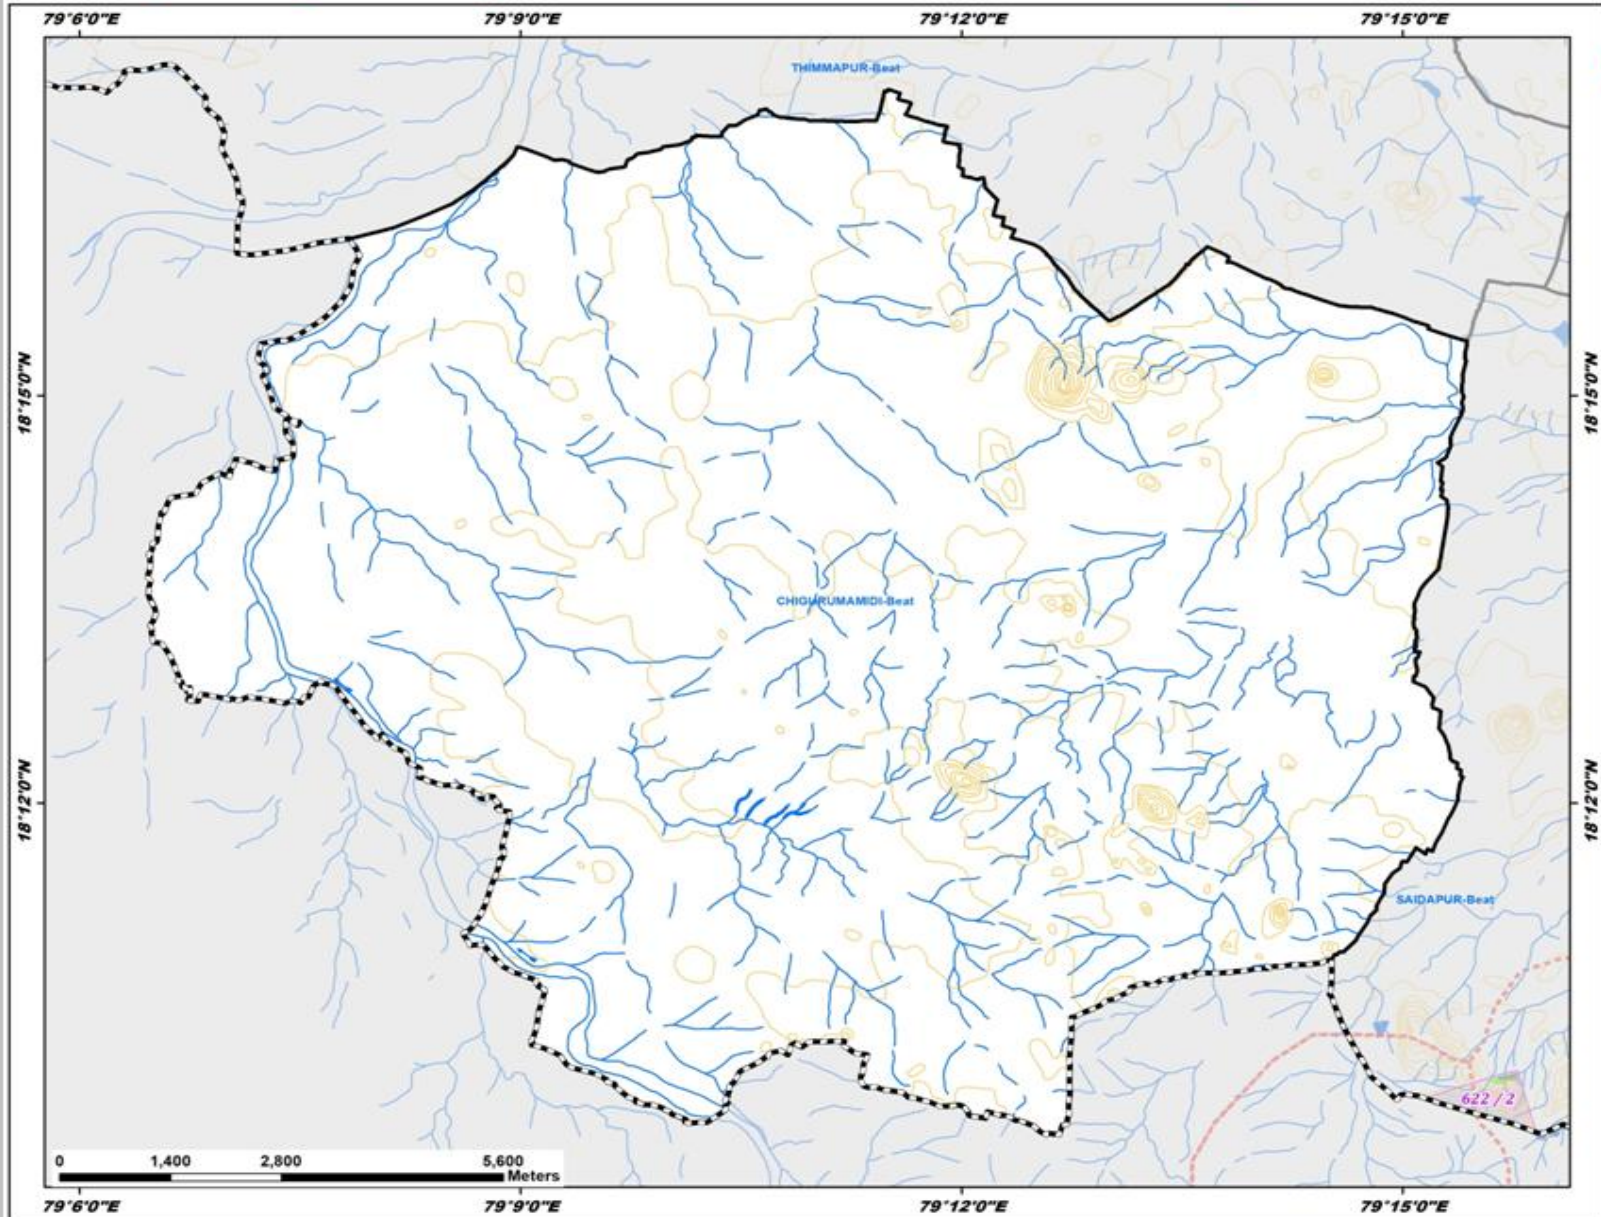 79°6'0"E 79°9'0"E 79°12'0"E 79°15'0"E
THIMMAPUR-Beat
18°15'0"N 18°15'0"N
CHIGURUMAMIDI-Beat
18°12'0"N 18°12'0"N
SAIDAPUR-Beat
622 / 2
0 1,400 2,800 5,600
Meters
79°6'0"E 79°9'0"E 79°12'0"E 79°15'0"E